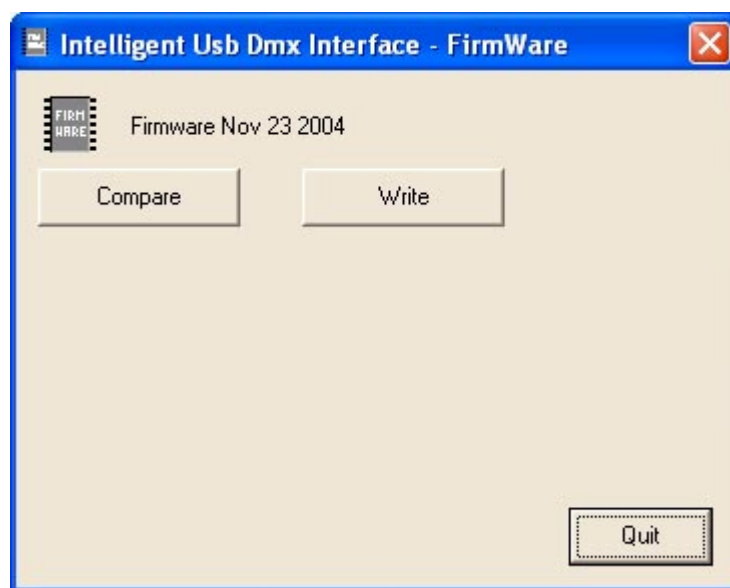 Intelligent Usb Dmx Interface - FirmWare
FIRM
WARE
Firmware Nov 23 2004
Compare Write
Quit